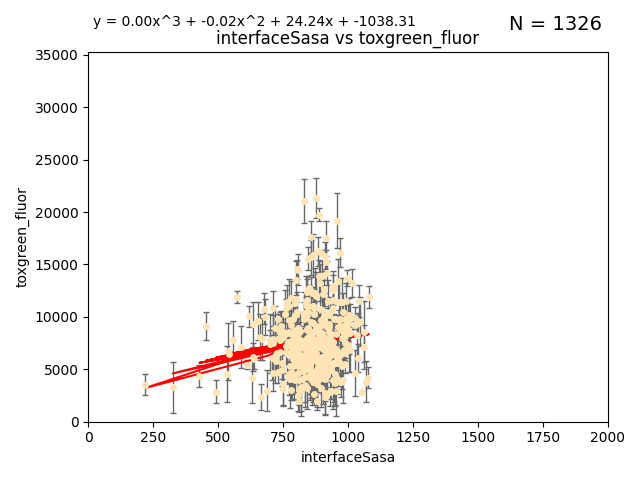 y = 0.00x^3 + -0.02x^2 + 24.24x + -1038.31
N = 1326
interfaceSasa vs toxgreen_fluor
35000
30000
25000
20000
15000
10000
5000
0
toxgreen_fluor
0 250 500 750 1000 1250 1500 1750 2000
interfaceSasa